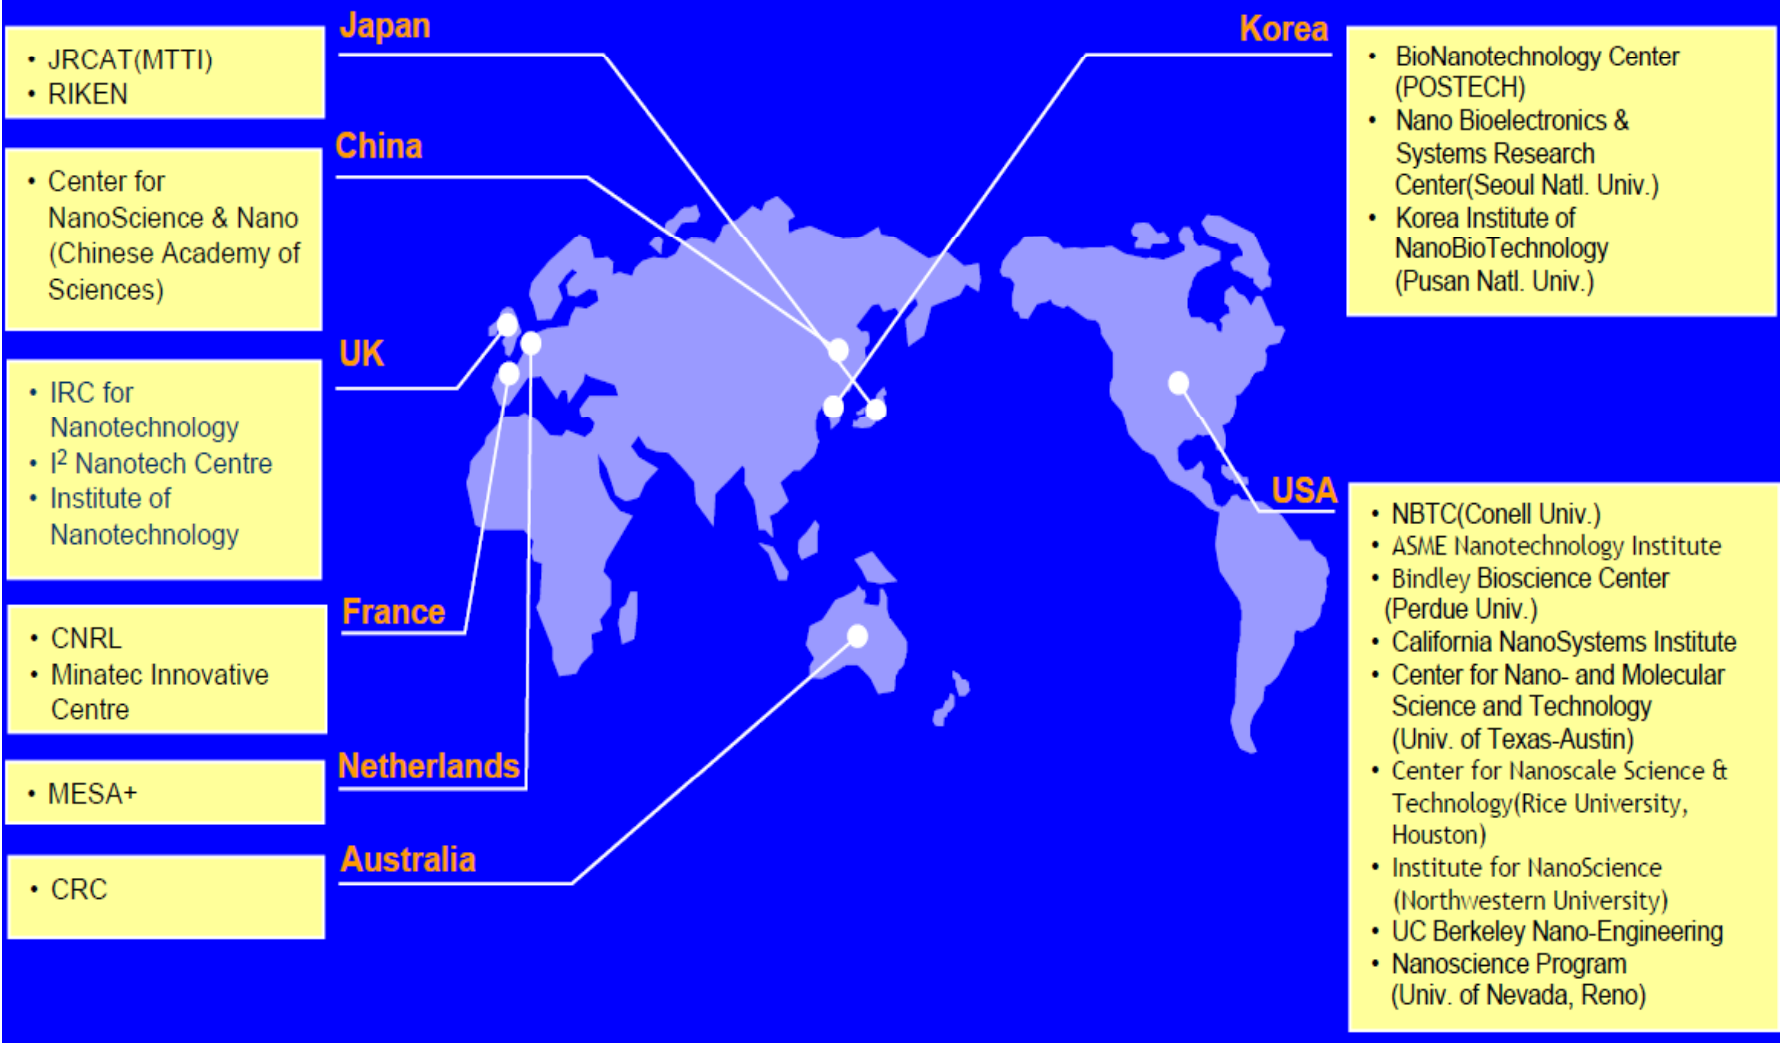 Japan
• JRCAT(MTTI)
• RIKEN
China
• Center for
NanoScience & Nano
(Chinese Academy of
Sciences)
UK
• IRC for
Nanotechnology
• I² Nanotech Centre
• Institute of
Nanotechnology
France
• CNRL
• Minatec Innovative
Centre
Netherlands
• MESA+
Australia
• CRC
Korea
• BioNanotechnology Center
(POSTECH)
• Nano Bioelectronics &
Systems Research
Center(Seoul Natl. Univ.)
• Korea Institute of
NanoBioTechnology
(Pusan Natl. Univ.)
USA
• NBTC(Conell Univ.)
• ASME Nanotechnology Institute
• Bindley Bioscience Center
(Perdue Univ.)
• California NanoSystems Institute
• Center for Nano- and Molecular
Science and Technology
(Univ. of Texas-Austin)
• Center for Nanoscale Science &
Technology(Rice University,
Houston)
• Institute for NanoScience
(Northwestern University)
• UC Berkeley Nano-Engineering
• Nanoscience Program
(Univ. of Nevada, Reno)